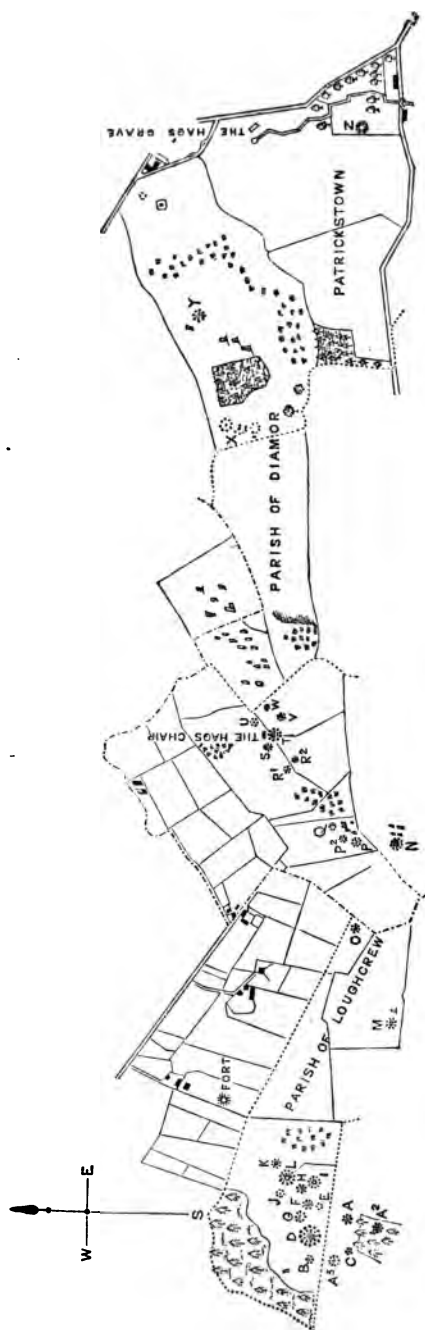 W E
S
THE HAGS GRAVE
Y
X
Z
PATRICKSTOWN
PARISH OF DIAMOR
THE HAGS CHAIR
U
W
S
T
V
R¹
R²
Q
P²
P
N
O
FORT
PARISH OF LOUGHCREW
M
K
L
J
H
G
F
I
E
D
B
A
C
A²